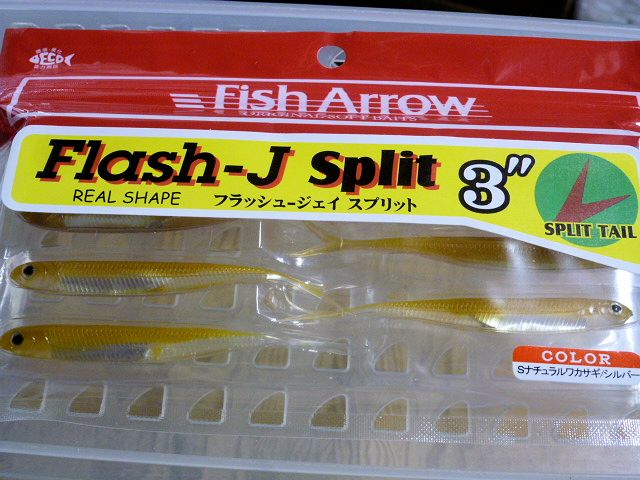 ECO
Fish Arrow
ORIGINAL SOFT BAITS
Flash-J Split 3"
REAL SHAPE
フラッシュ-ジェイ スプリット
SPLIT TAIL
COLOR
Sナチュラルワカサギ/シルバー